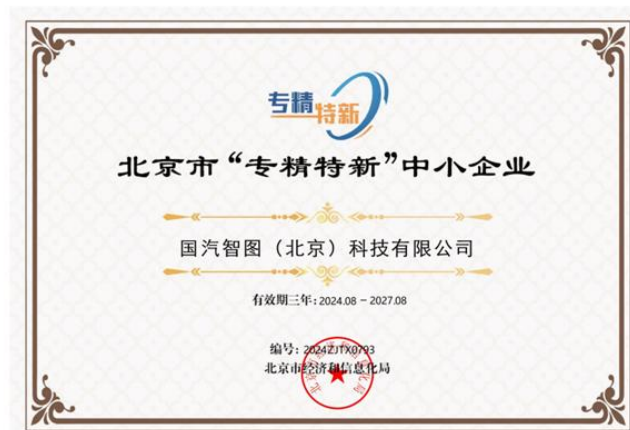 专精特新
北京市“专精特新”中小企业
国汽智图（北京）科技有限公司
有效期三年：2024.08 - 2027.08
编号：2024ZJTX0793
北京市经济和信息化局